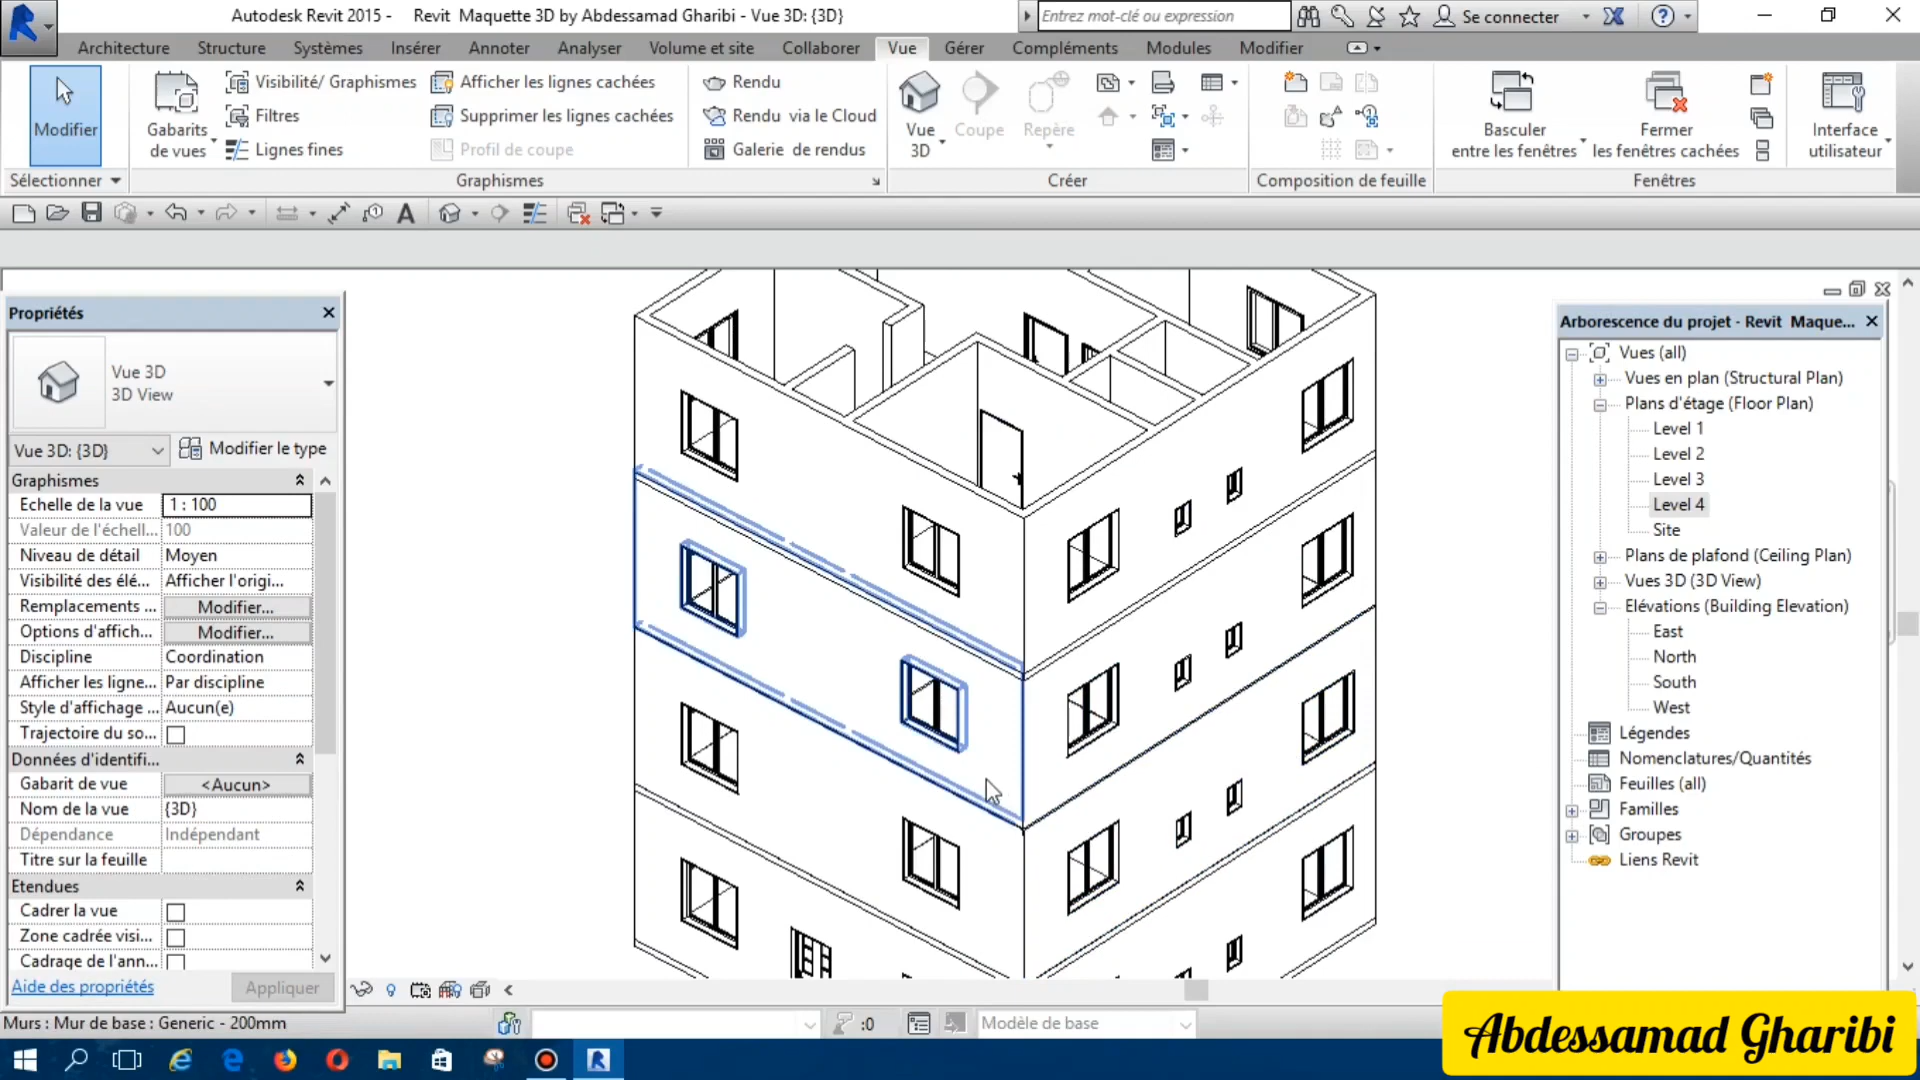 Autodesk Revit 2015 - Revit Maquette 3D by Abdessamad Gharibi - Vue 3D: {3D}
Entrez mot-clé ou expression
Se connecter
Architecture Structure Systèmes Insérer Annoter Analyser Volume et site Collaborer Vue Gérer Compléments Modules Modifier
Modifier
Gabarits
de vues
Visibilité/ Graphismes
Filtres
Lignes fines
Afficher les lignes cachées
Supprimer les lignes cachées
Profil de coupe
Rendu
Rendu via le Cloud
Galerie de rendus
Vue
3D
Coupe
Repère
Basculer
entre les fenêtres
Fermer
les fenêtres cachées
Interface
utilisateur
Sélectionner
Graphismes
Créer
Composition de feuille
Fenêtres
A
Propriétés
Vue 3D
3D View
Vue 3D: {3D}
Modifier le type
Graphismes
Echelle de la vue 1 : 100
Valeur de l'échell... 100
Niveau de détail Moyen
Visibilité des élé... Afficher l'origi...
Remplacements ... Modifier...
Options d'affich... Modifier...
Discipline Coordination
Afficher les ligne... Par discipline
Style d'affichage ... Aucun(e)
Trajectoire du so...
Données d'identifi...
Gabarit de vue <Aucun>
Nom de la vue {3D}
Dépendance Indépendant
Titre sur la feuille
Etendues
Cadrer la vue
Zone cadrée visi...
Cadrage de l'ann...
Aide des propriétés
Appliquer
Arborescence du projet - Revit Maque...
Vues (all)
Vues en plan (Structural Plan)
Plans d'étage (Floor Plan)
Level 1
Level 2
Level 3
Level 4
Site
Plans de plafond (Ceiling Plan)
Vues 3D (3D View)
Elévations (Building Elevation)
East
North
South
West
Légendes
Nomenclatures/Quantités
Feuilles (all)
Familles
Groupes
Liens Revit
Murs : Mur de base : Generic - 200mm
:0
Modèle de base
Abdessamad Gharibi